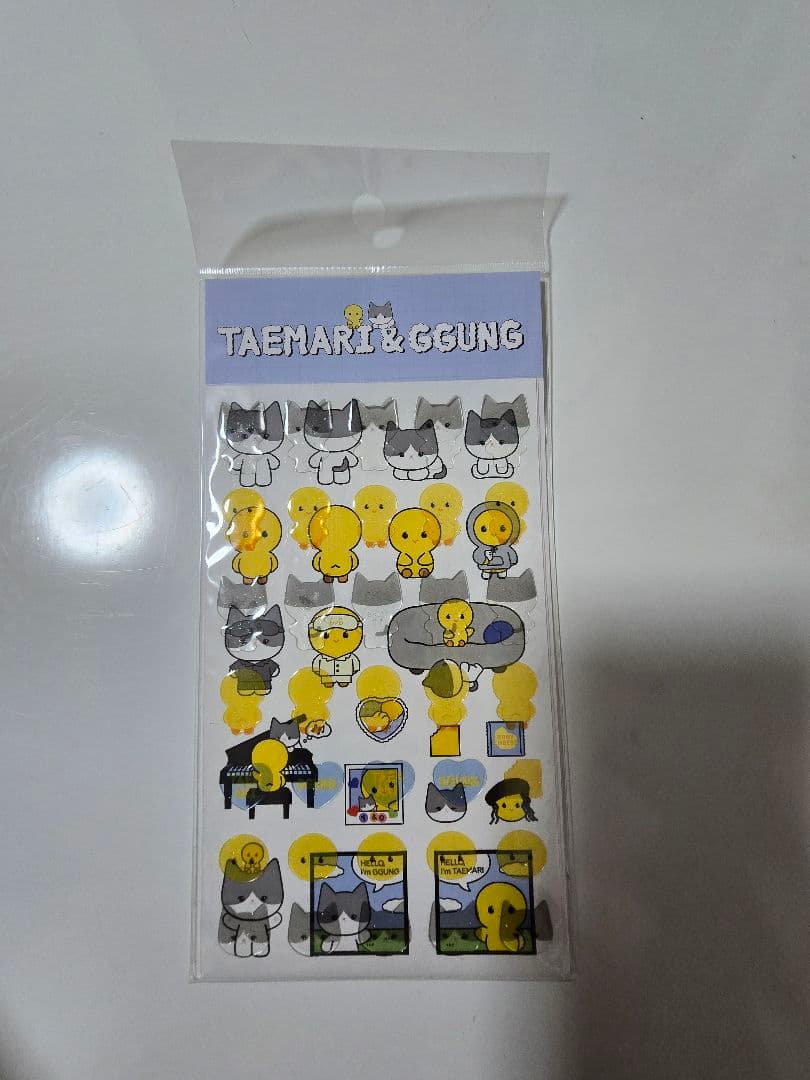 TAEMARI & GGUNG
HELLO,
I'm GGUNG
HELLO,
I'm TAEMARI